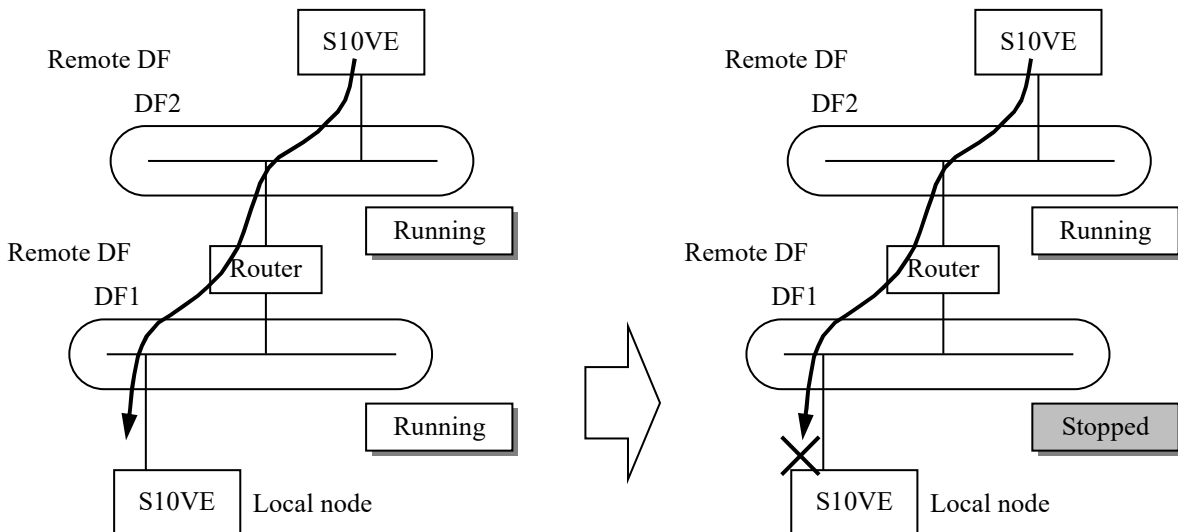 S10VE
Remote DF
DF2
Running
Remote DF
Router
DF1
Running
S10VE
Local node
S10VE
Remote DF
DF2
Running
Remote DF
Router
DF1
Stopped
S10VE
Local node